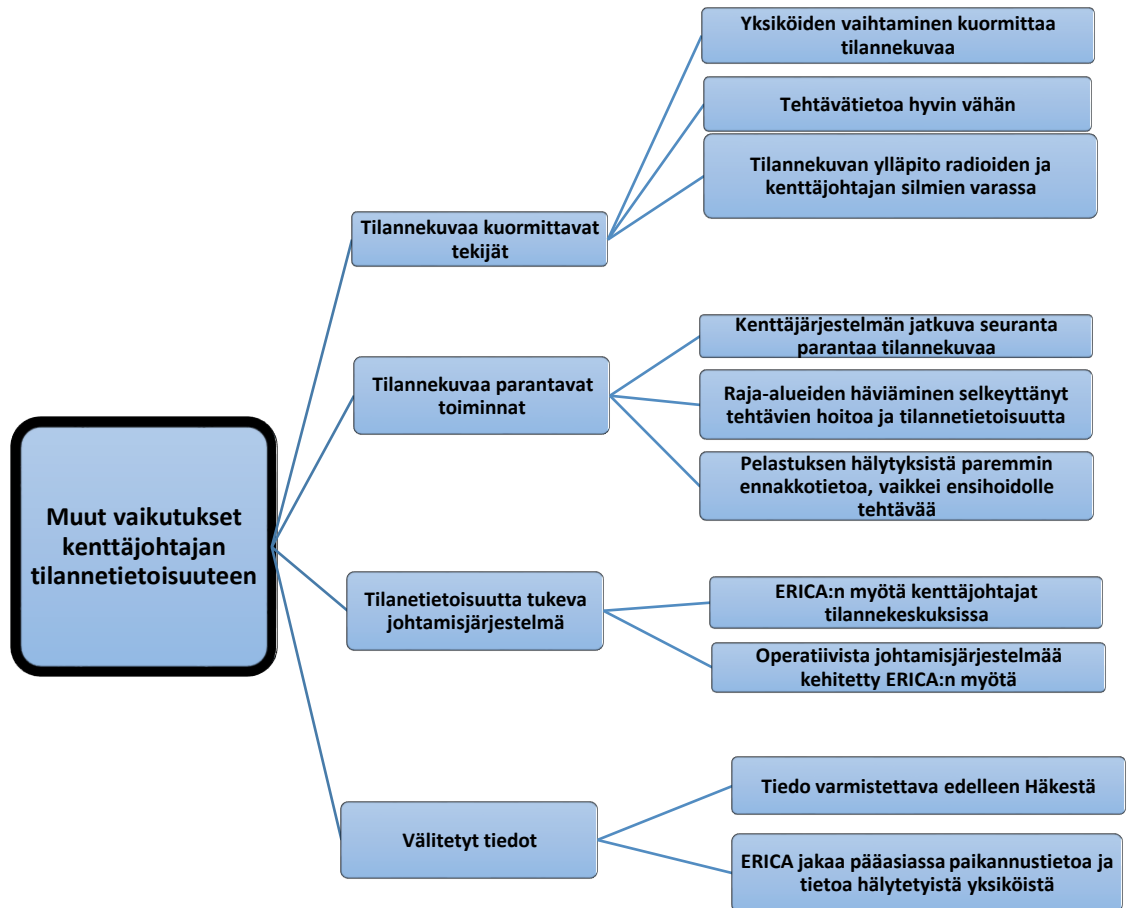 Yksiköiden vaihtaminen kuormittaa
tilannekuvaa
Tehtävätietoa hyvin vähän
Tilannekuvan ylläpito radioiden ja
kenttäjohtajan silmien varassa
Tilannekuvaa kuormittavat
tekijät
Kenttäjärjestelmän jatkuva seuranta
parantaa tilannekuvaa
Tilannekuvaa parantavat
toiminnat
Raja-alueiden häviäminen selkeyttänyt
tehtävien hoitoa ja tilannetietoisuutta
Pelastuksen hälytyksistä paremmin
ennakkotietoa, vaikkei ensihoidolle
tehtävää
Muut vaikutukset
kenttäjohtajan
tilannetietoisuuteen
Tilanetietoisuutta tukeva
johtamisjärjestelmä
ERICA:n myötä kenttäjohtajat
tilannekeskuksissa
Operatiivista johtamisjärjestelmää
kehitetty ERICA:n myötä
Välitetyt tiedot
Tiedo varmistettava edelleen Häkestä
ERICA jakaa pääasiassa paikannustietoa ja
tietoa hälytetyistä yksiköistä